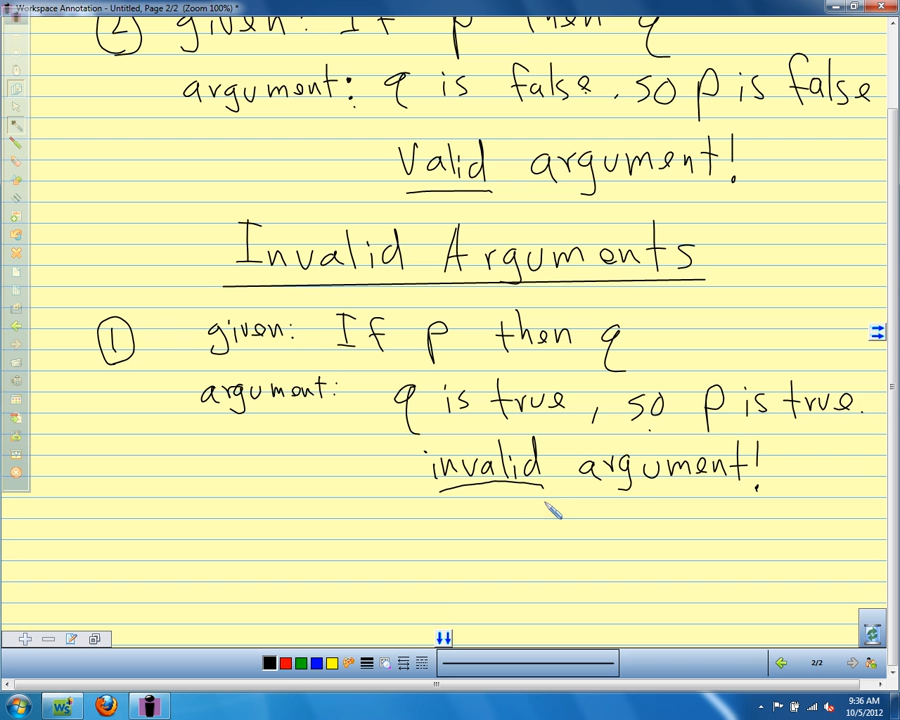 Workspace Annotation - Untitled, Page 2/2 (Zoom 100%) *
② given: If p then q
argument: q is false, so p is false
Valid argument!
Invalid Arguments
① given: If p then q
argument: q is true, so p is true.
invalid argument!
2/2
9:36 AM
10/5/2012